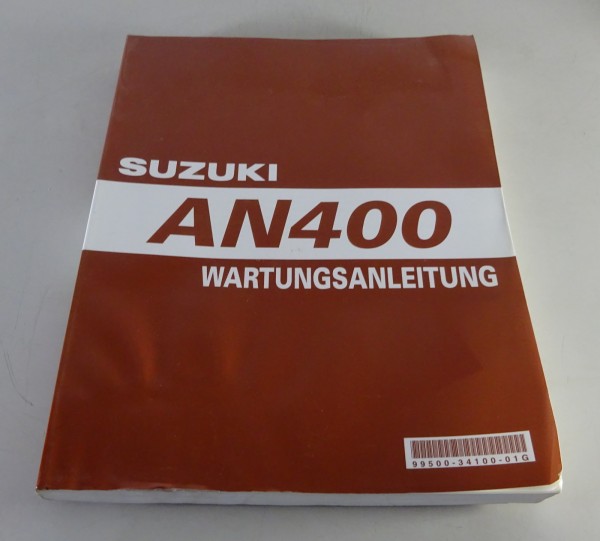 SUZUKI
AN400
WARTUNGSANLEITUNG
99500-34100-01G